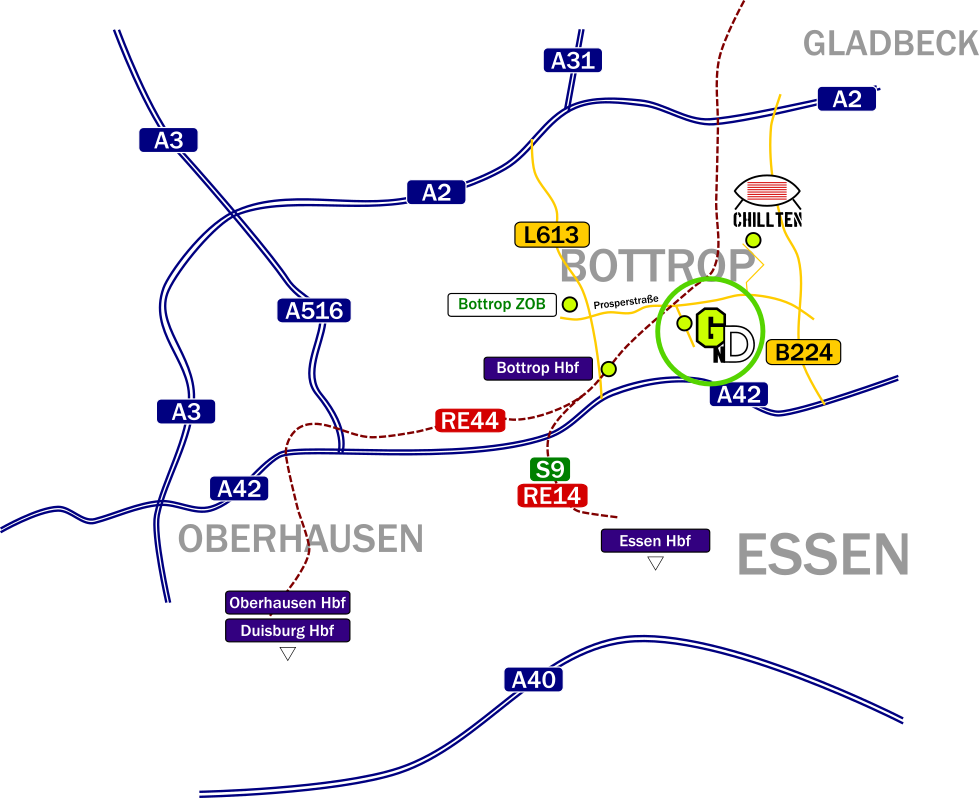 GLADBECK
A31
A2
A3
A2
CHILLTEN
L613
BOTTROP
Bottrop ZOB
Prosperstraße
A516
G
N D
B224
Bottrop Hbf
A42
A3
RE44
S9
A42
RE14
OBERHAUSEN
Essen Hbf
ESSEN
Oberhausen Hbf
Duisburg Hbf
A40